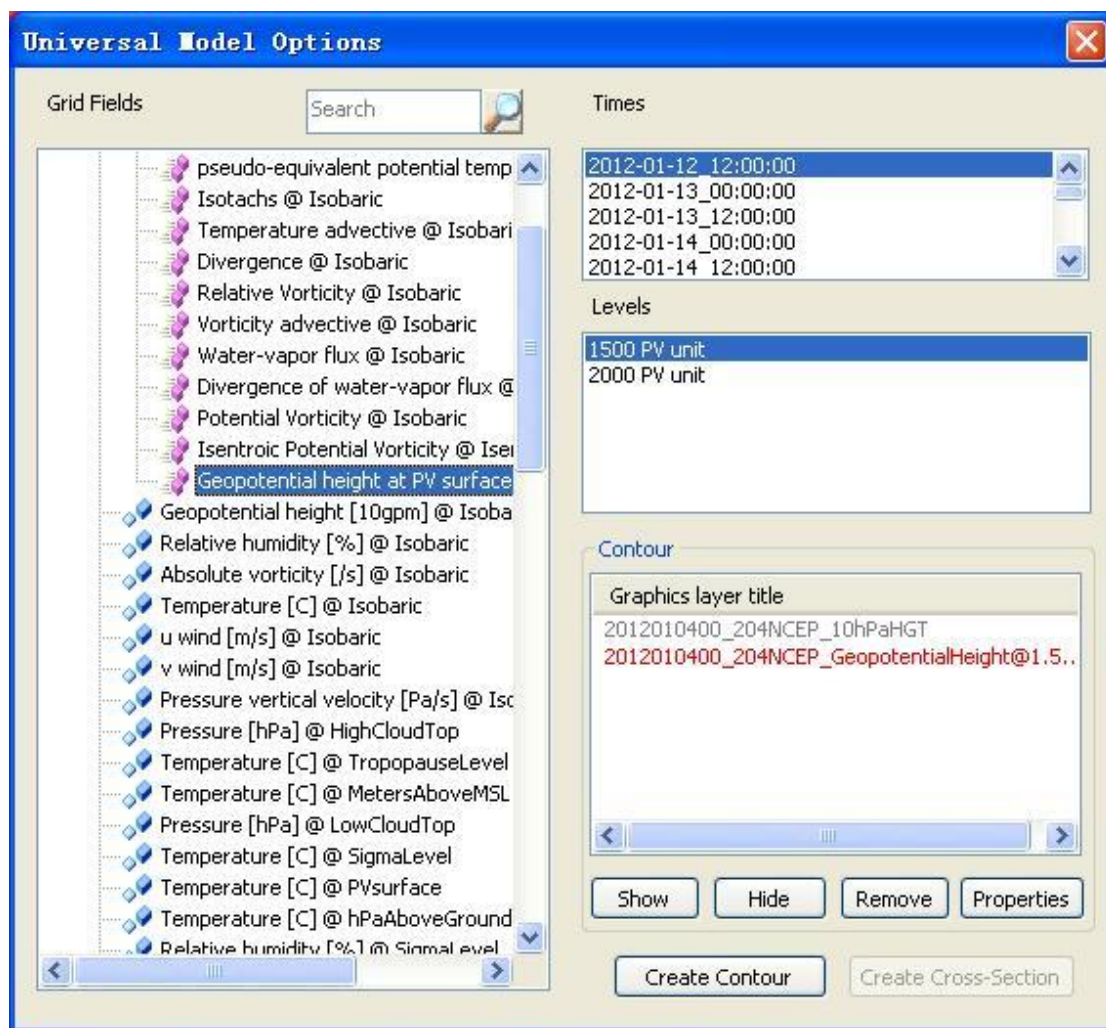 Universal Model Options
Grid Fields
Search
pseudo-equivalent potential temp
Isotachs @ Isobaric
Temperature advective @ Isobari
Divergence @ Isobaric
Relative Vorticity @ Isobaric
Vorticity advective @ Isobaric
Water-vapor flux @ Isobaric
Divergence of water-vapor flux @
Potential Vorticity @ Isobaric
Isentroic Potential Vorticity @ Iser
Geopotential height at PV surface
Geopotential height [10gpm] @ Isoba
Relative humidity [%] @ Isobaric
Absolute vorticity [/s] @ Isobaric
Temperature [C] @ Isobaric
u wind [m/s] @ Isobaric
v wind [m/s] @ Isobaric
Pressure vertical velocity [Pa/s] @ Iso
Pressure [hPa] @ HighCloudTop
Temperature [C] @ TropopauseLevel
Temperature [C] @ MetersAboveMSL
Pressure [hPa] @ LowCloudTop
Temperature [C] @ SigmaLevel
Temperature [C] @ PVsurface
Temperature [C] @ hPaAboveGround
Relative humidity [%] @ SigmaLevel
Times
2012-01-12_12:00:00
2012-01-13_00:00:00
2012-01-13_12:00:00
2012-01-14_00:00:00
2012-01-14_12:00:00
Levels
1500 PV unit
2000 PV unit
Contour
Graphics layer title
2012010400_204NCEP_10hPaHGT
2012010400_204NCEP_GeopotentialHeight@1.5..
Show
Hide
Remove
Properties
Create Contour
Create Cross-Section